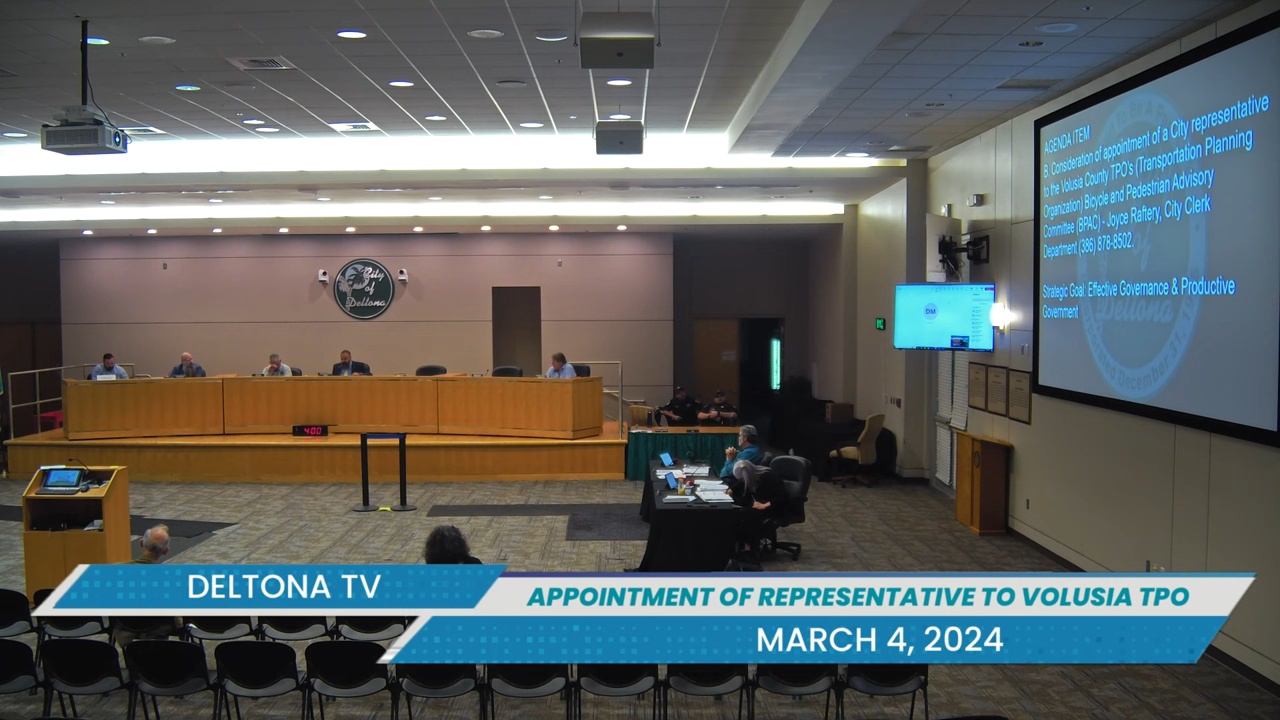 AGENDA ITEM
B. Consideration of appointment of a City representative
to the Volusia County TPO's (Transportation Planning
Organization) Bicycle and Pedestrian Advisory
Committee (BPAC) - Joyce Raftery, City Clerk
Department (386) 878-8502.
Strategic Goal: Effective Governance & Productive
Government
City
of
Deltona
DM
4:00
DELTONA TV
APPOINTMENT OF REPRESENTATIVE TO VOLUSIA TPO
MARCH 4, 2024